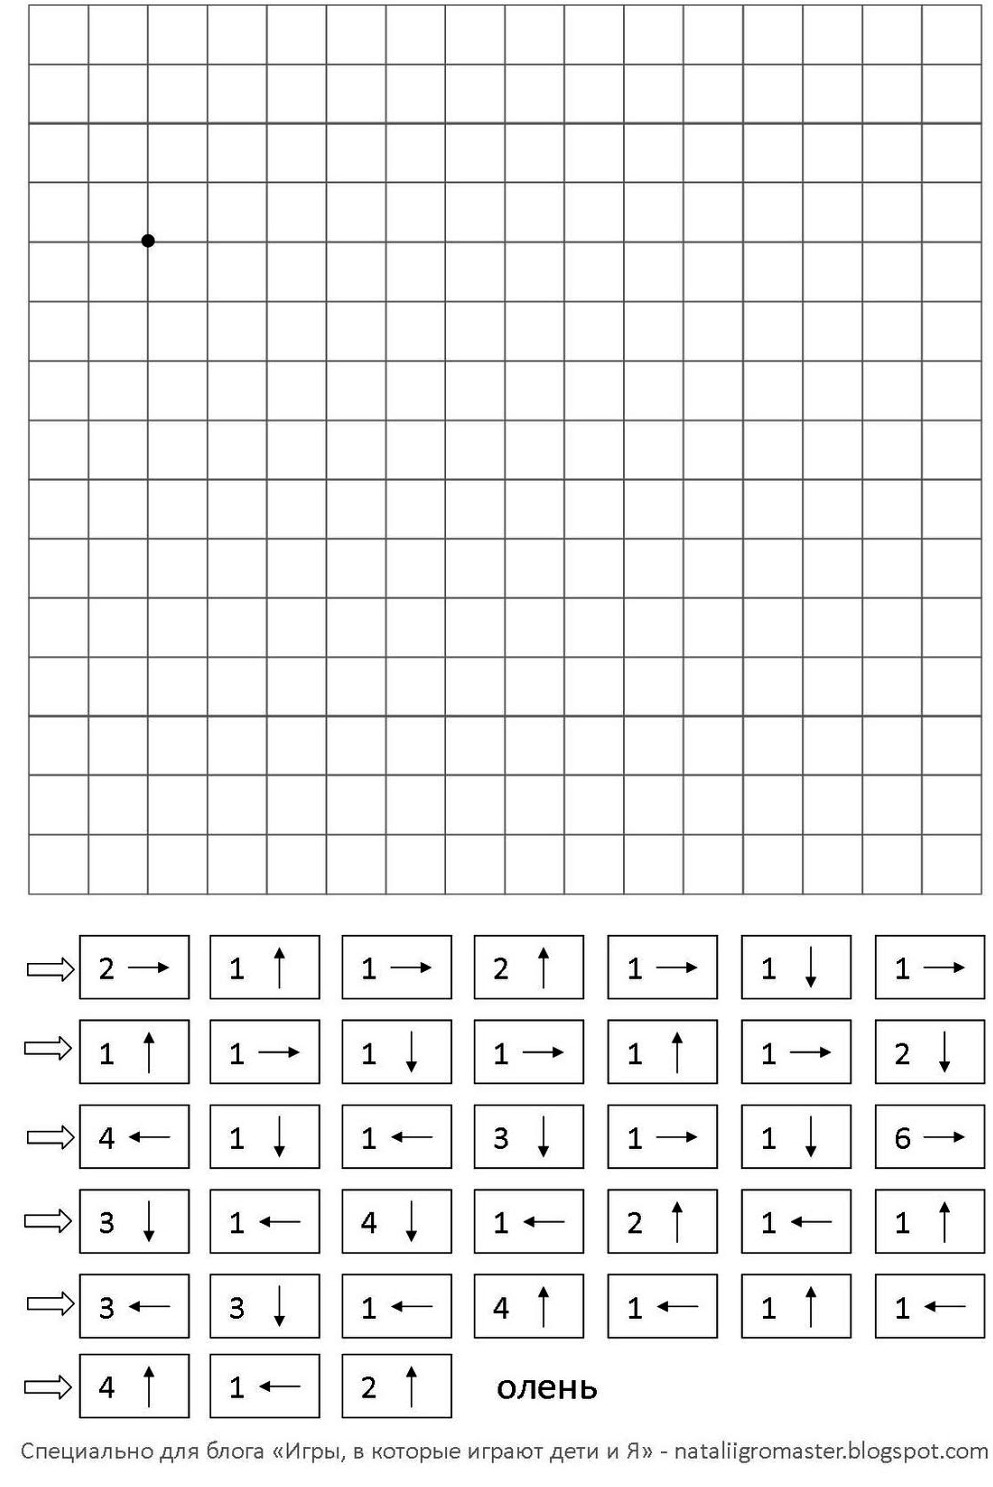 2 → 1 ↑ 1 → 2 ↑ 1 → 1 ↓ 1 →
1 ↑ 1 → 1 ↓ 1 → 1 ↑ 1 → 2 ↓
4 ← 1 ↓ 1 ← 3 ↓ 1 → 1 ↓ 6 →
3 ↓ 1 ← 4 ↓ 1 ← 2 ↑ 1 ← 1 ↑
3 ← 3 ↓ 1 ← 4 ↑ 1 ← 1 ↑ 1 ←
4 ↑ 1 ← 2 ↑ олень
Специально для блога «Игры, в которые играют дети и Я» - nataliigromaster.blogspot.com